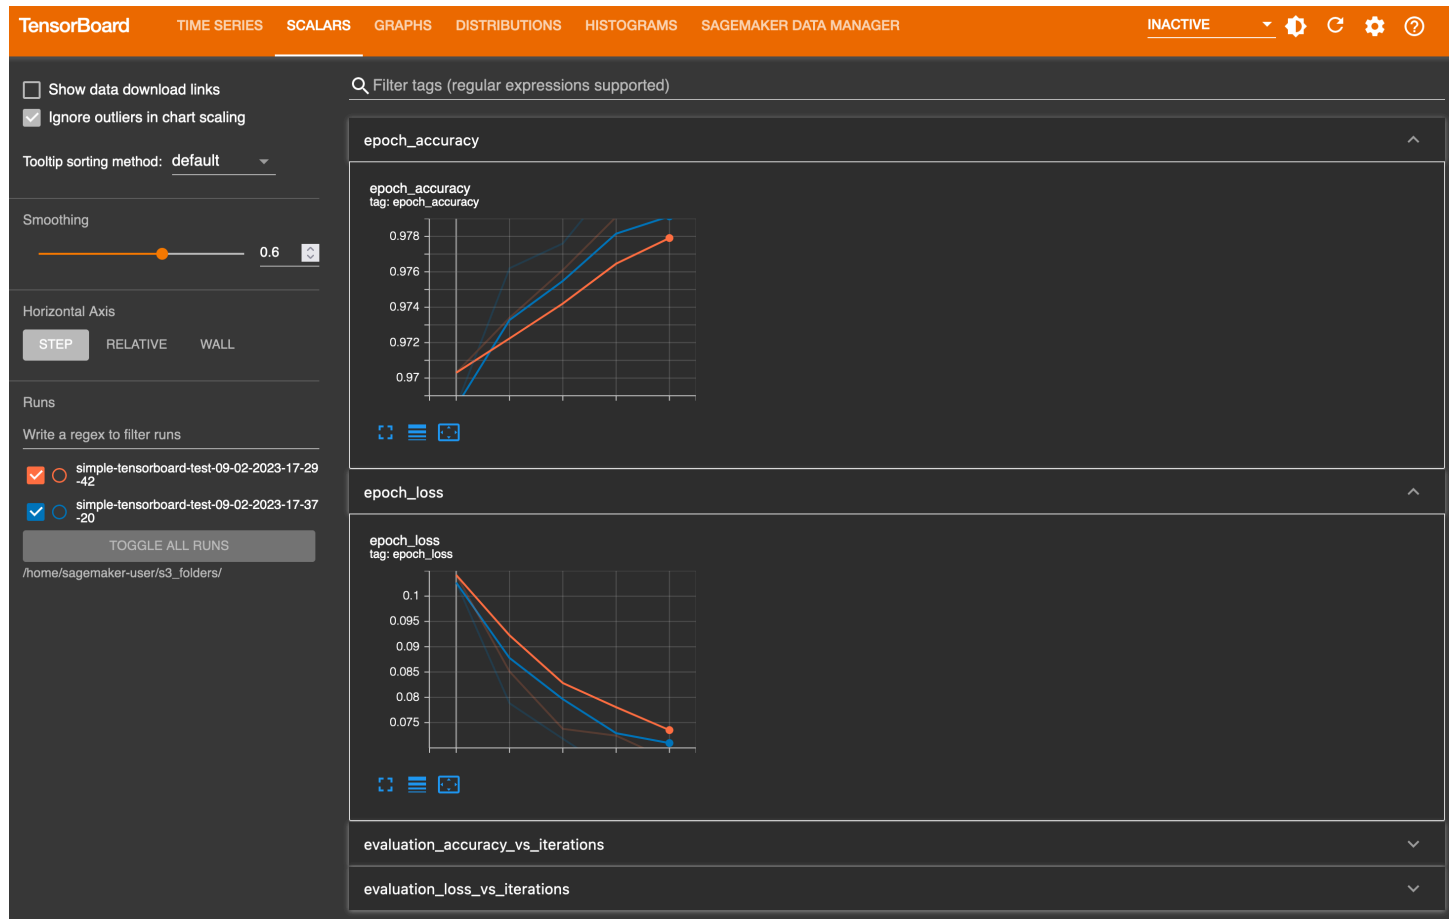 TensorBoard
TIME SERIES
SCALARS
GRAPHS
DISTRIBUTIONS
HISTOGRAMS
SAGEMAKER DATA MANAGER
INACTIVE
Show data download links
Ignore outliers in chart scaling
Tooltip sorting method: default
Smoothing
0.6
Horizontal Axis
STEP
RELATIVE
WALL
Runs
Write a regex to filter runs
simple-tensorboard-test-09-02-2023-17-29
-42
simple-tensorboard-test-09-02-2023-17-37
-20
TOGGLE ALL RUNS
/home/sagemaker-user/s3_folders/
Filter tags (regular expressions supported)
epoch_accuracy
epoch_accuracy
tag: epoch_accuracy
0.978
0.976
0.974
0.972
0.97
epoch_loss
epoch_loss
tag: epoch_loss
0.1
0.095
0.09
0.085
0.08
0.075
evaluation_accuracy_vs_iterations
evaluation_loss_vs_iterations